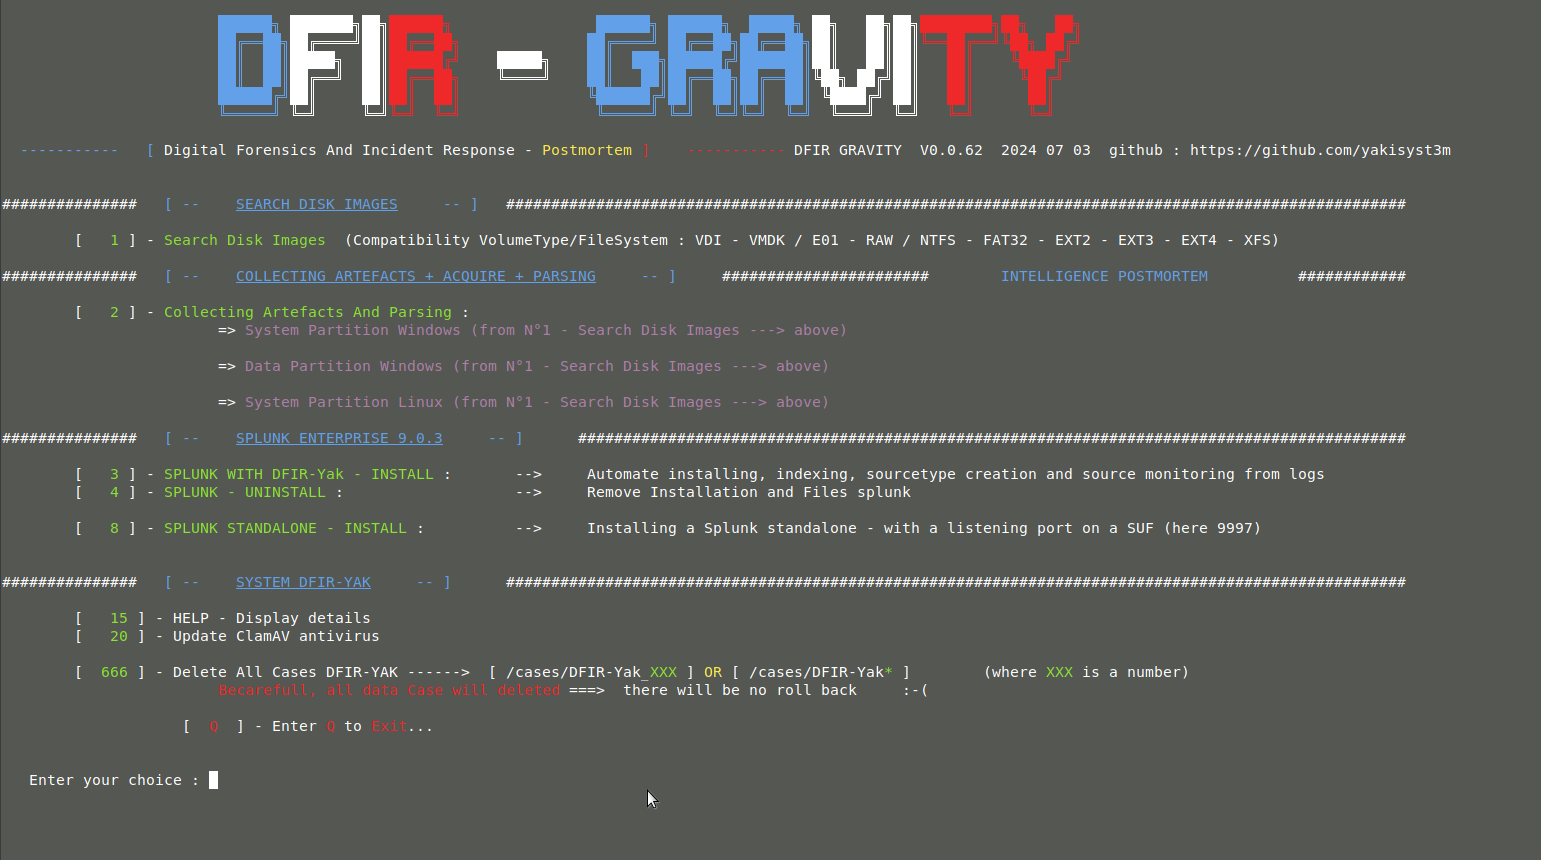 DFIR - GRAVITY
----------- [ Digital Forensics And Incident Response - Postmortem ] ----------- DFIR GRAVITY V0.0.62 2024 07 03 github : https://github.com/yakisyst3m
############### [ -- SEARCH DISK IMAGES -- ] ####################################################################################################
[ 1 ] - Search Disk Images (Compatibility VolumeType/FileSystem : VDI - VMDK / E01 - RAW / NTFS - FAT32 - EXT2 - EXT3 - EXT4 - XFS)
############### [ -- COLLECTING ARTEFACTS + ACQUIRE + PARSING -- ] ####################### INTELLIGENCE POSTMORTEM ############
[ 2 ] - Collecting Artefacts And Parsing :
=> System Partition Windows (from N°1 - Search Disk Images ---> above)
=> Data Partition Windows (from N°1 - Search Disk Images ---> above)
=> System Partition Linux (from N°1 - Search Disk Images ---> above)
############### [ -- SPLUNK ENTERPRISE 9.0.3 -- ] ############################################################################################
[ 3 ] - SPLUNK WITH DFIR-Yak - INSTALL : --> Automate installing, indexing, sourcetype creation and source monitoring from logs
[ 4 ] - SPLUNK - UNINSTALL : --> Remove Installation and Files splunk
[ 8 ] - SPLUNK STANDALONE - INSTALL : --> Installing a Splunk standalone - with a listening port on a SUF (here 9997)
############### [ -- SYSTEM DFIR-YAK -- ] ####################################################################################################
[ 15 ] - HELP - Display details
[ 20 ] - Update ClamAV antivirus
[ 666 ] - Delete All Cases DFIR-YAK ------> [ /cases/DFIR-Yak_XXX ] OR [ /cases/DFIR-Yak* ] (where XXX is a number)
Becarefull, all data Case will deleted ===> there will be no roll back :-(
[ Q ] - Enter Q to Exit...
Enter your choice :